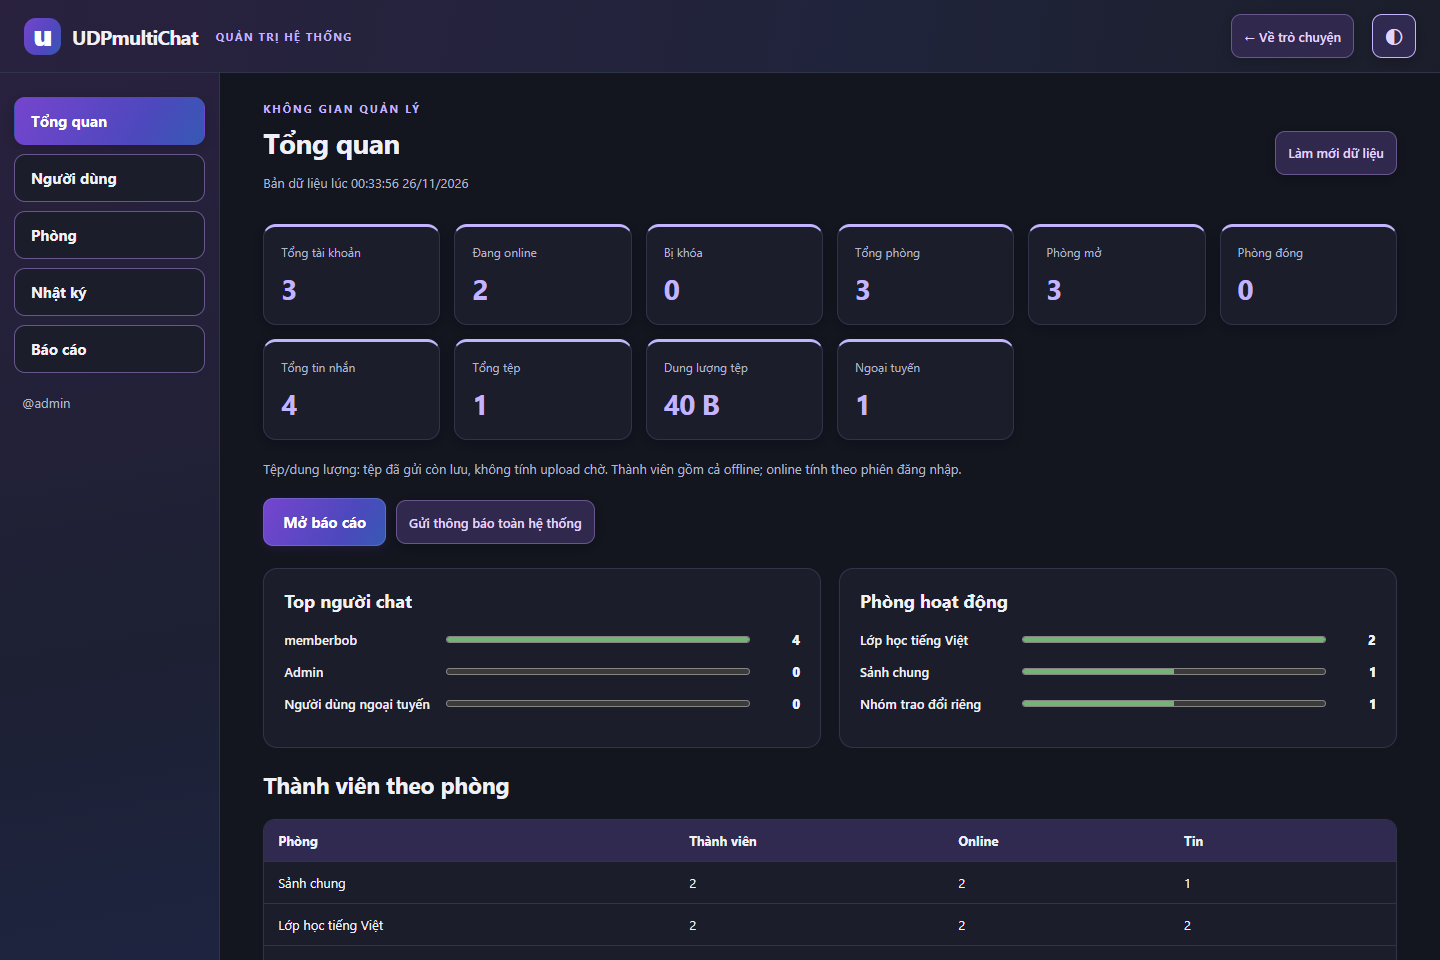 u UDPmultiChat QUẢN TRỊ HỆ THỐNG
← Về trò chuyện
Tổng quan
Người dùng
Phòng
Nhật ký
Báo cáo
@admin
KHÔNG GIAN QUẢN LÝ
Tổng quan
Bản dữ liệu lúc 00:33:56 26/11/2026
Làm mới dữ liệu
Tổng tài khoản
3
Đang online
2
Bị khóa
0
Tổng phòng
3
Phòng mở
3
Phòng đóng
0
Tổng tin nhắn
4
Tổng tệp
1
Dung lượng tệp
40 B
Ngoại tuyến
1
Tệp/dung lượng: tệp đã gửi còn lưu, không tính upload chờ. Thành viên gồm cả offline; online tính theo phiên đăng nhập.
Mở báo cáo
Gửi thông báo toàn hệ thống
Top người chat
memberbob 4
Admin 0
Người dùng ngoại tuyến 0
Phòng hoạt động
Lớp học tiếng Việt 2
Sảnh chung 1
Nhóm trao đổi riêng 1
Thành viên theo phòng
Phòng Thành viên Online Tin
Sảnh chung 2 2 1
Lớp học tiếng Việt 2 2 2